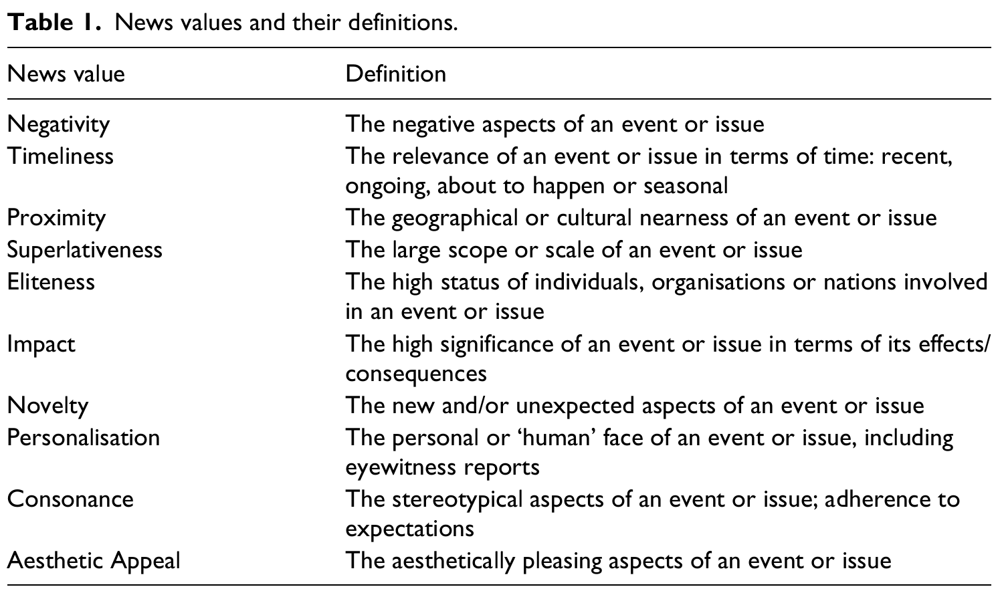 Table 1. News values and their definitions.
News value Definition
Negativity The negative aspects of an event or issue
Timeliness The relevance of an event or issue in terms of time: recent,
ongoing, about to happen or seasonal
Proximity The geographical or cultural nearness of an event or issue
Superlativeness The large scope or scale of an event or issue
Eliteness The high status of individuals, organisations or nations involved
in an event or issue
Impact The high significance of an event or issue in terms of its effects/
consequences
Novelty The new and/or unexpected aspects of an event or issue
Personalisation The personal or ‘human’ face of an event or issue, including
eyewitness reports
Consonance The stereotypical aspects of an event or issue; adherence to
expectations
Aesthetic Appeal The aesthetically pleasing aspects of an event or issue